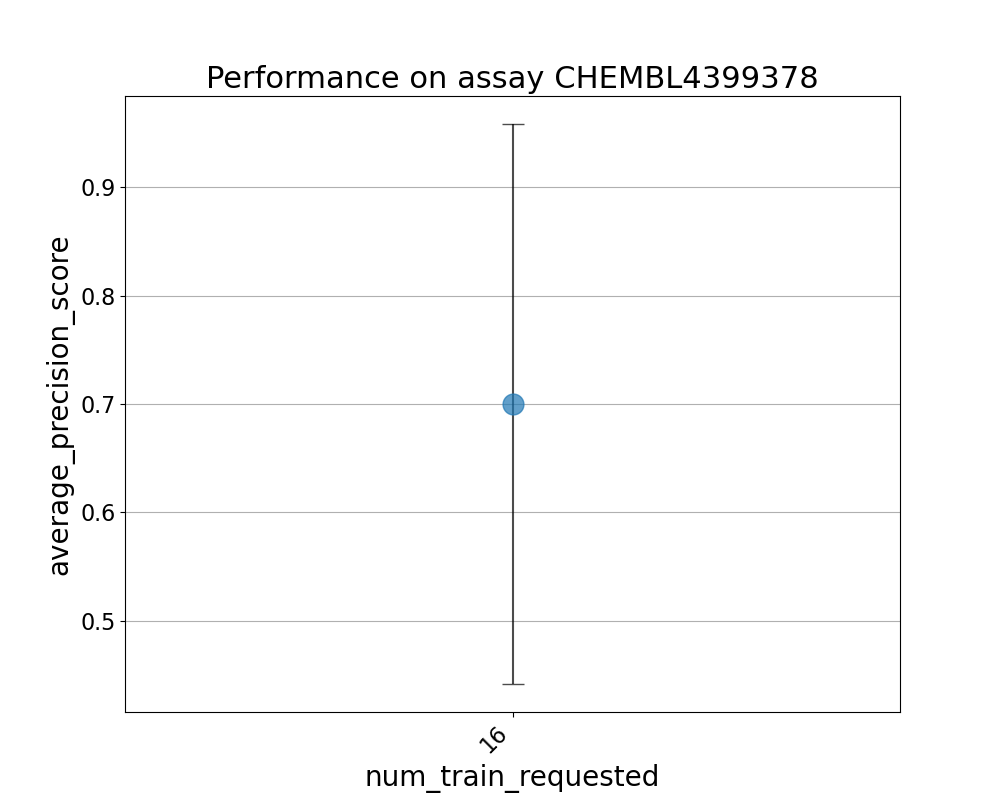 Performance on assay CHEMBL4399378
average_precision_score
0.9
0.8
0.7
0.6
0.5
16
num_train_requested